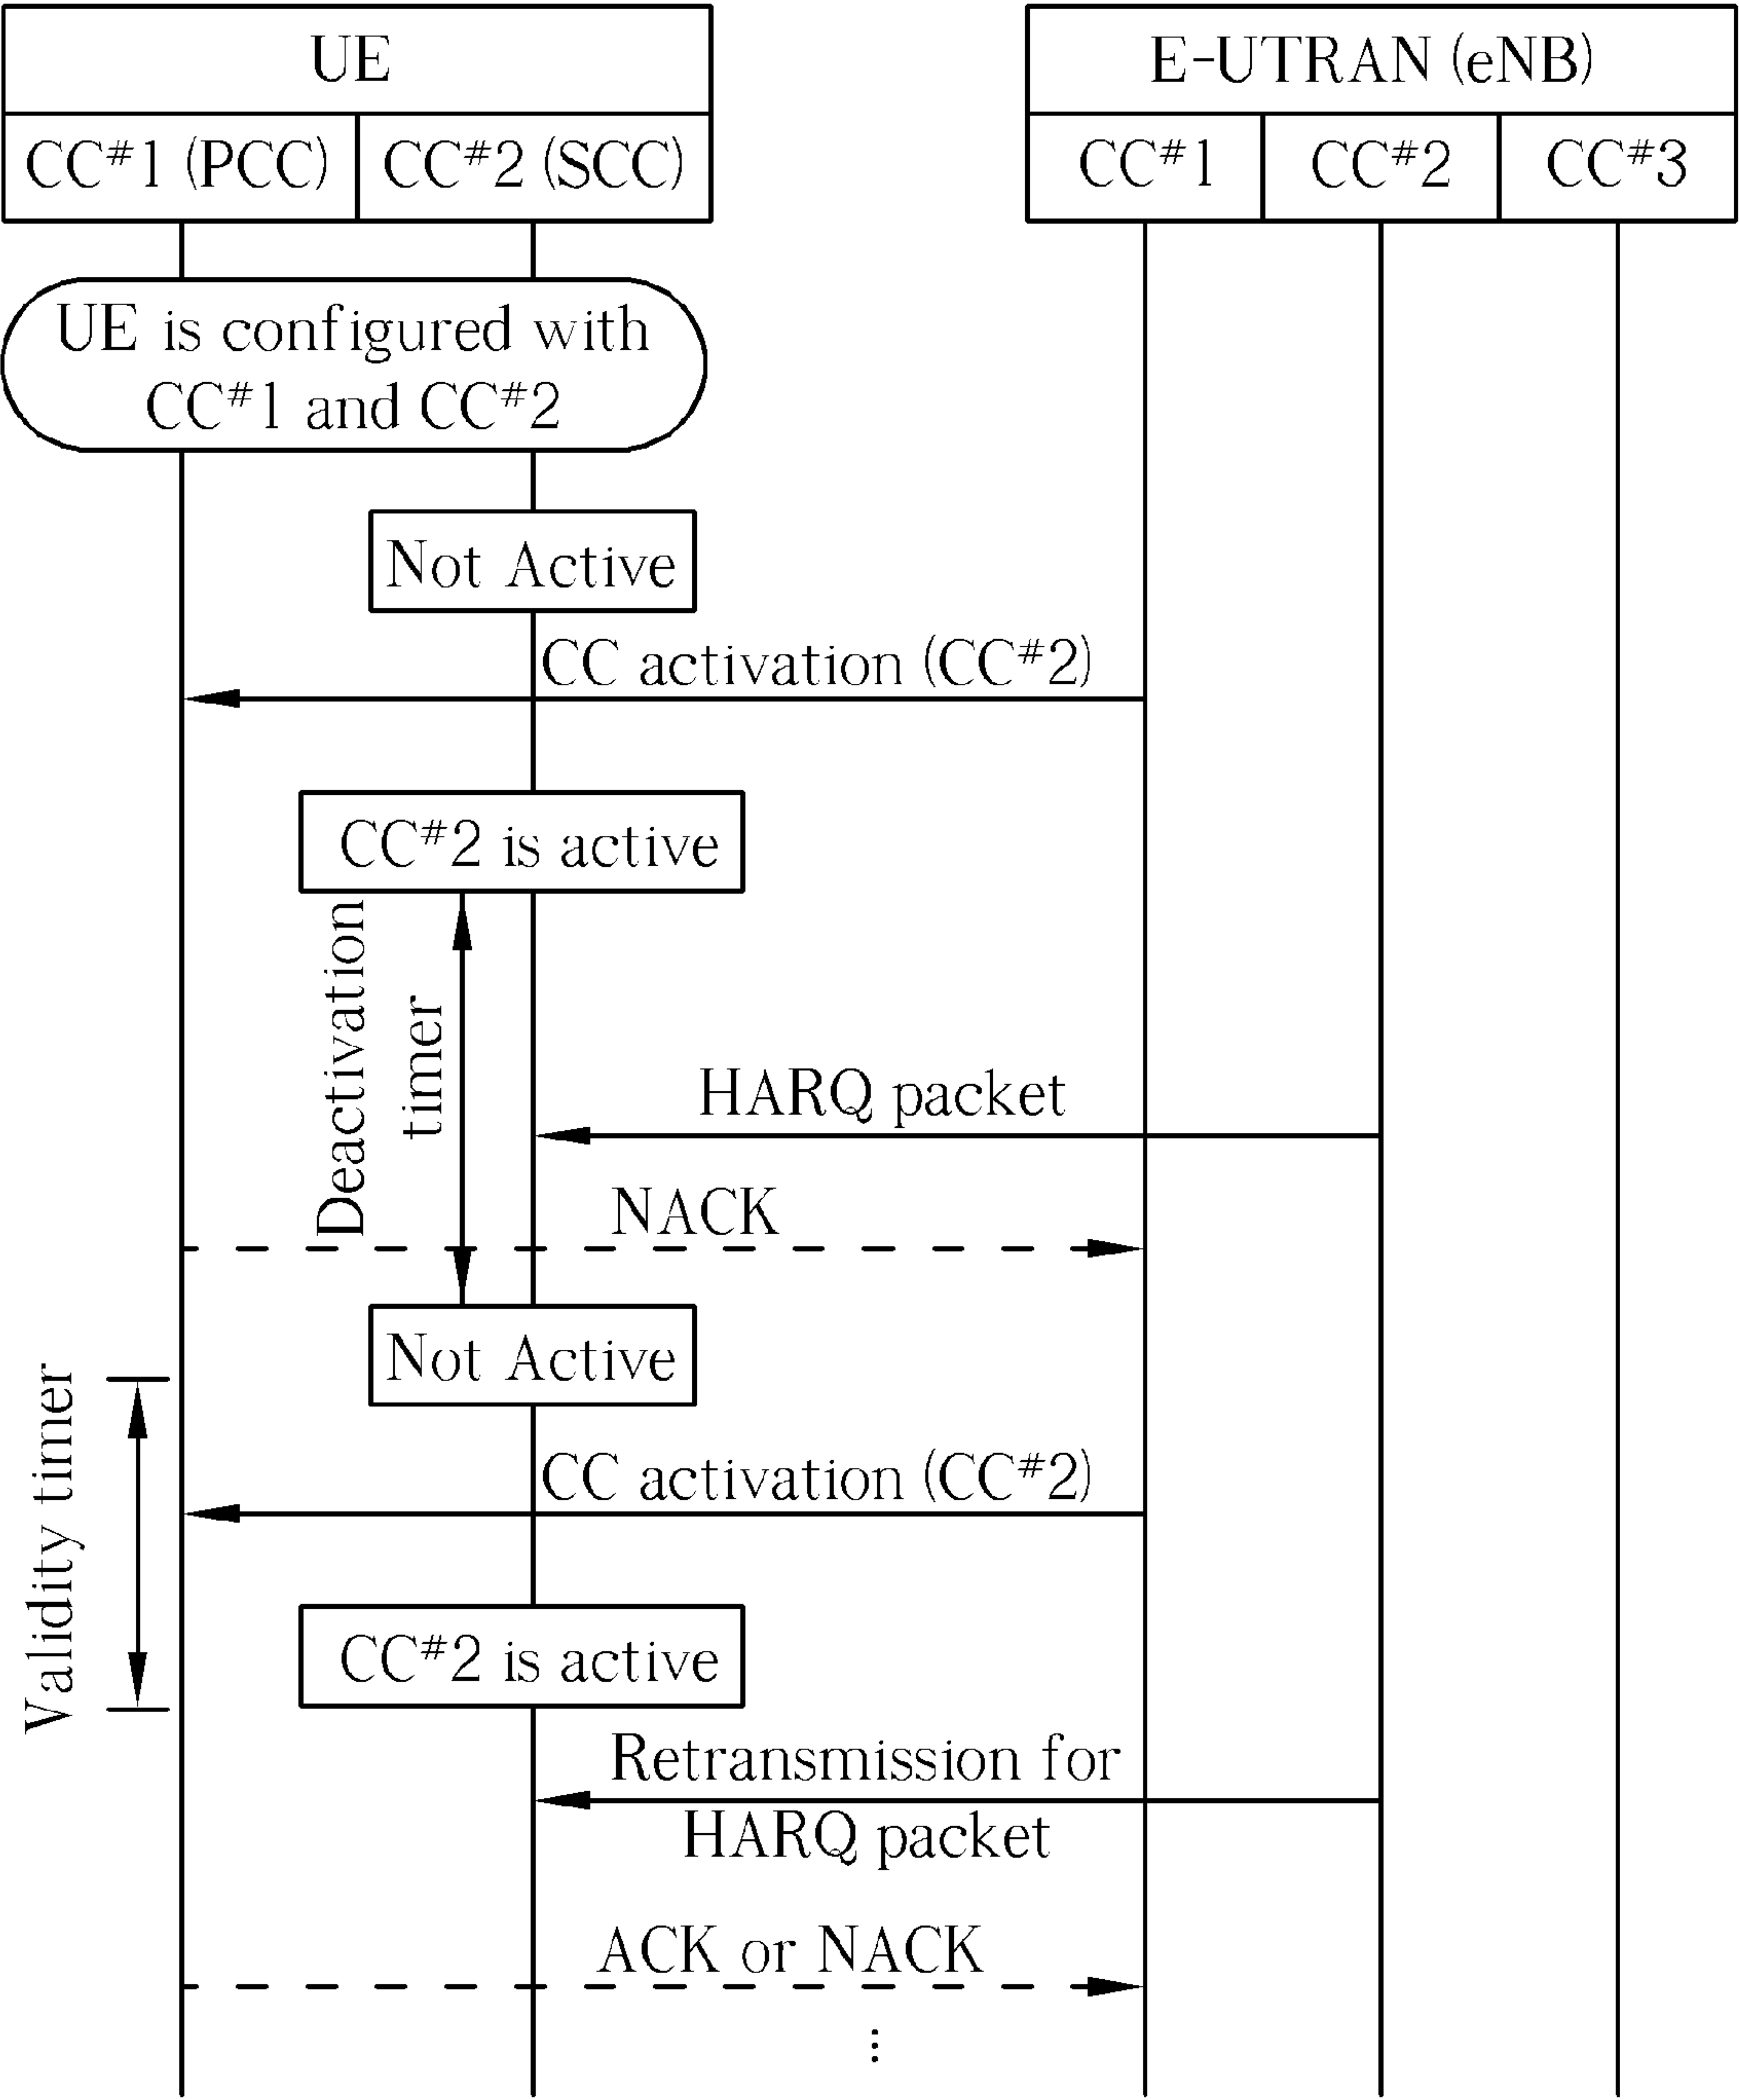 UE
E-UTRAN (eNB)
CC#1 (PCC)
CC#2 (SCC)
CC#1
CC#2
CC#3
UE is configured with
CC#1 and CC#2
Not Active
CC activation (CC#2)
CC#2 is active
Deactivation
timer
HARQ packet
NACK
Not Active
Validity timer
CC activation (CC#2)
CC#2 is active
Retransmission for
HARQ packet
ACK or NACK